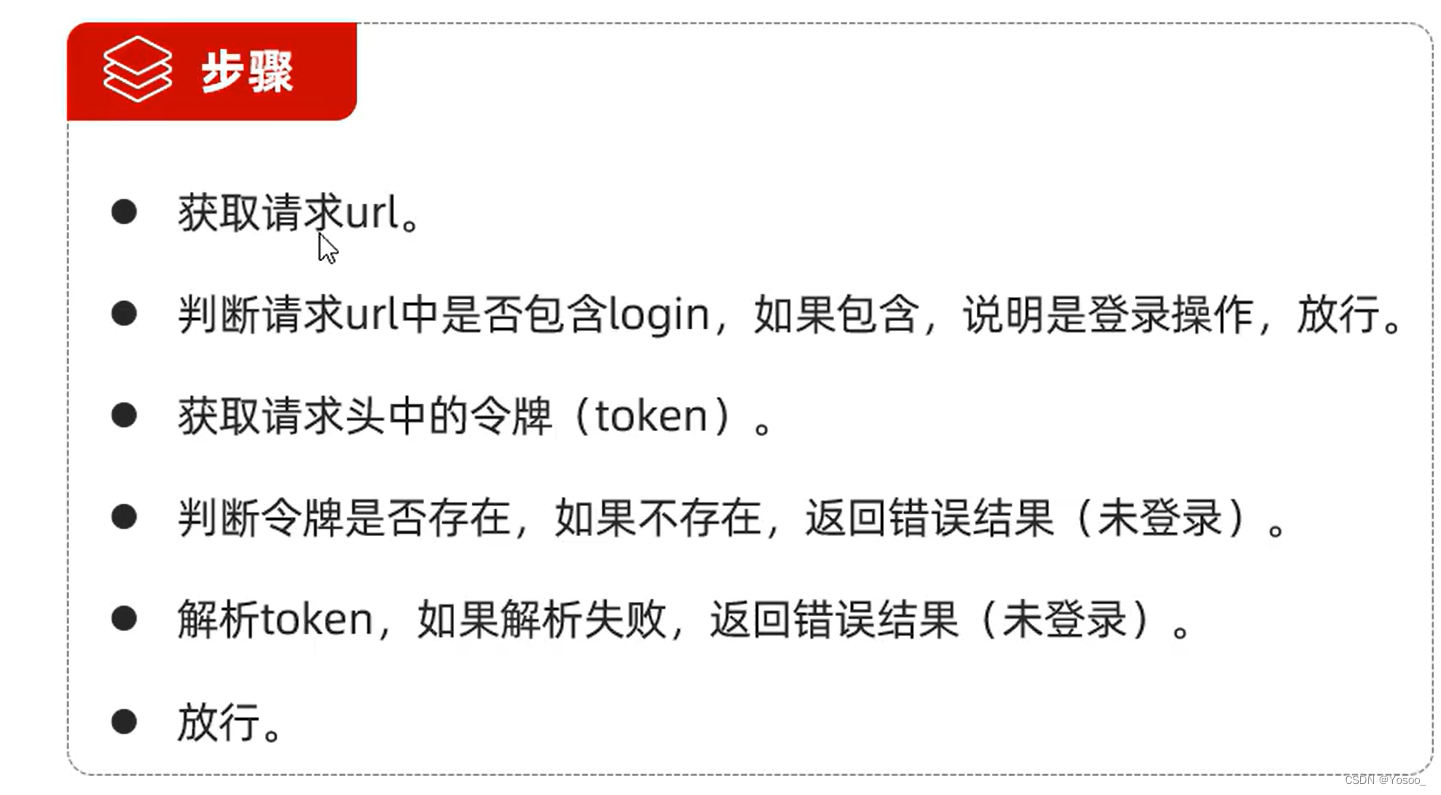 步骤
获取请求url。
判断请求url中是否包含login，如果包含，说明是登录操作，放行。
获取请求头中的令牌（token）。
判断令牌是否存在，如果不存在，返回错误结果（未登录）。
解析token，如果解析失败，返回错误结果（未登录）。
放行。
CSDN @Yosoo_